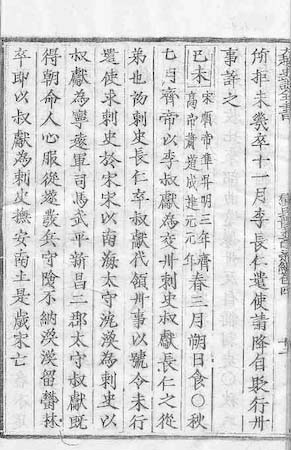 所拒未幾卒十一月李長仁遣使請降自貶行州
事許之
己未宋順帝準昇明三年齊高帝蕭道成建元元年春三月朔日食○秋
七月齊帝以李叔獻為交州刺史叔獻長仁之從
弟也初刺史長仁卒叔獻代領州事以號令未行
遣使求刺史於宋宋以南海太守沈渙為刺史以
叔獻為寧遠軍司馬武平新昌二郡太守叔獻既
得朝命人心服從遂發兵守險不納渙渙留鬱林
卒即以叔獻為刺史撫安南土是歲宋亡